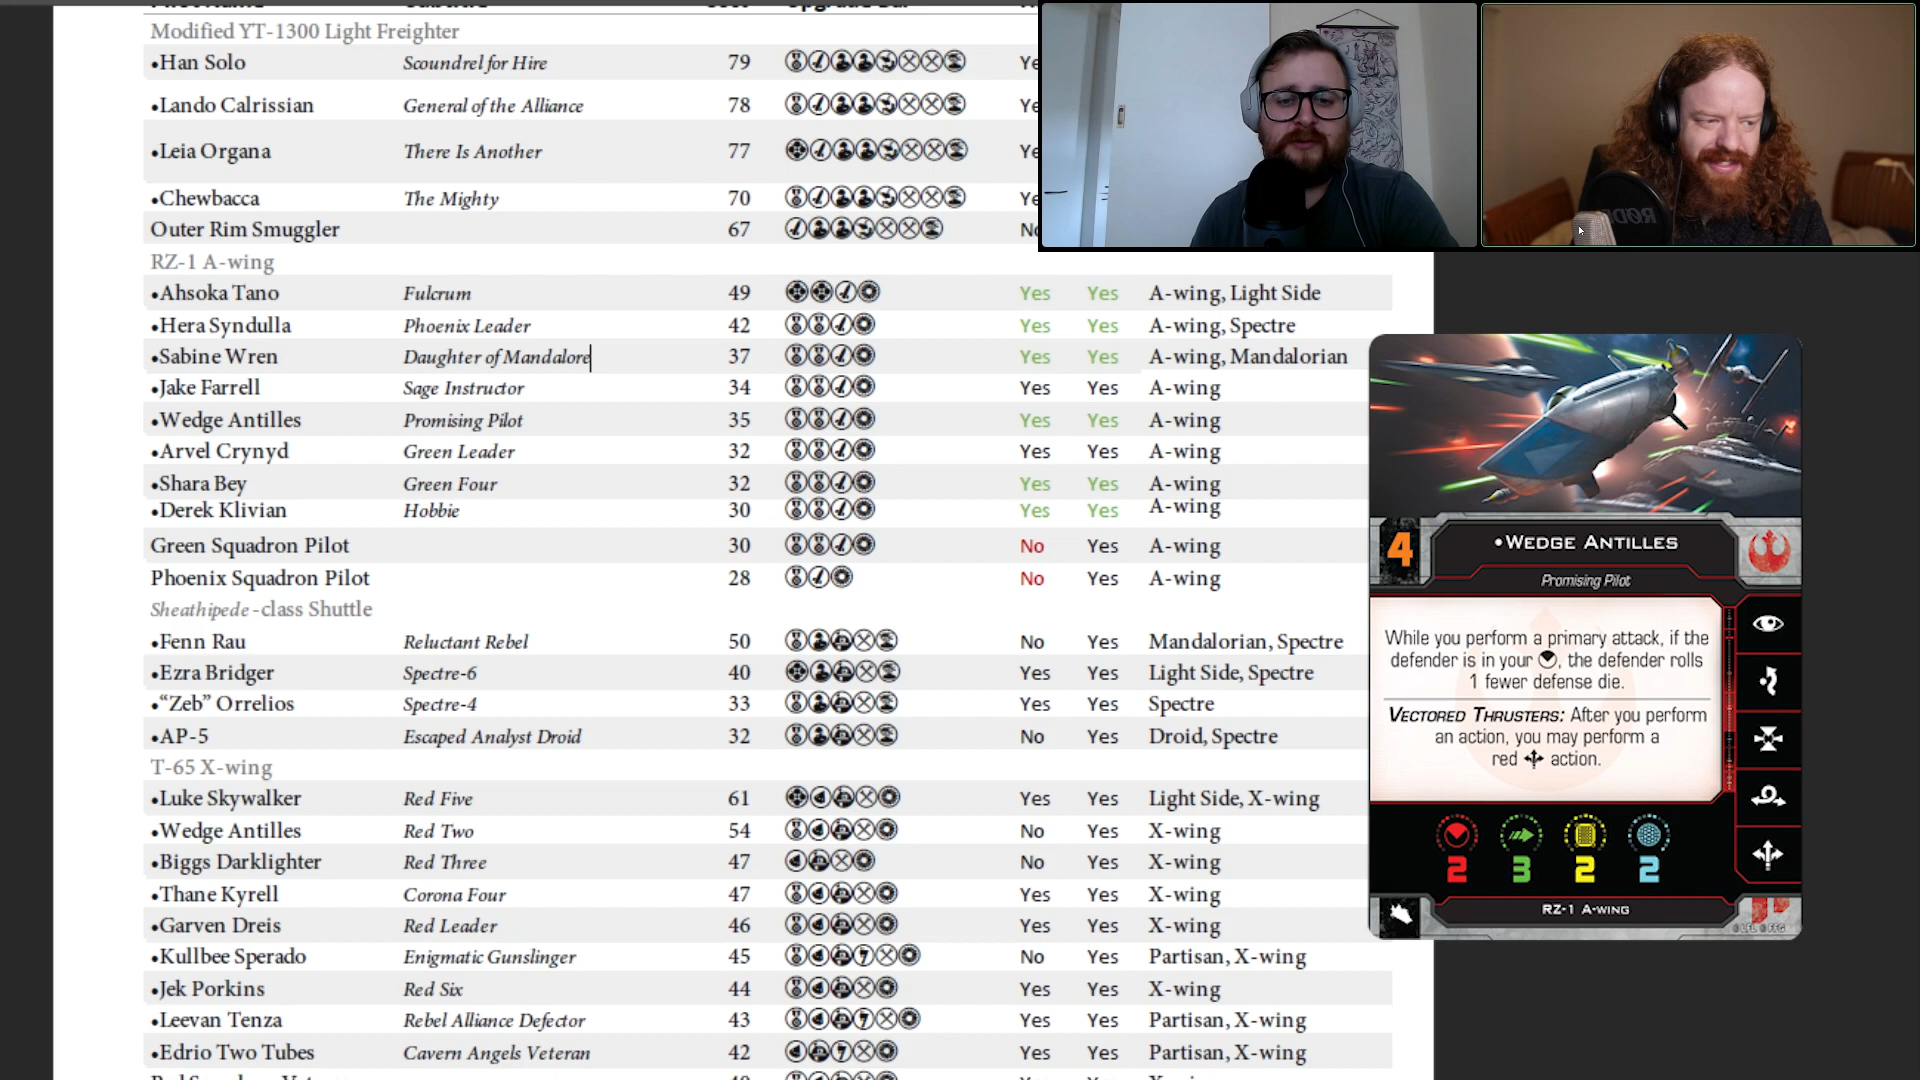 Modified YT-1300 Light Freighter
•Han Solo Scoundrel for Hire 79 Ye
•Lando Calrissian General of the Alliance 78 Ye
•Leia Organa There Is Another 77 Ye
•Chewbacca The Mighty 70 Ye
Outer Rim Smuggler 67 No
RZ-1 A-wing
•Ahsoka Tano Fulcrum 49 Yes Yes A-wing, Light Side
•Hera Syndulla Phoenix Leader 42 Yes Yes A-wing, Spectre
•Sabine Wren Daughter of Mandalore 37 Yes Yes A-wing, Mandalorian
•Jake Farrell Sage Instructor 34 Yes Yes A-wing
•Wedge Antilles Promising Pilot 35 Yes Yes A-wing
•Arvel Crynyd Green Leader 32 Yes Yes A-wing
•Shara Bey Green Four 32 Yes Yes A-wing
•Derek Klivian Hobbie 30 Yes Yes A-wing
Green Squadron Pilot 30 No Yes A-wing
Phoenix Squadron Pilot 28 No Yes A-wing
Sheathipede-class Shuttle
•Fenn Rau Reluctant Rebel 50 No Yes Mandalorian, Spectre
•Ezra Bridger Spectre-6 40 Yes Yes Light Side, Spectre
•“Zeb” Orrelios Spectre-4 33 Yes Yes Spectre
•AP-5 Escaped Analyst Droid 32 No Yes Droid, Spectre
T-65 X-wing
•Luke Skywalker Red Five 61 Yes Yes Light Side, X-wing
•Wedge Antilles Red Two 54 No Yes X-wing
•Biggs Darklighter Red Three 47 No Yes X-wing
•Thane Kyrell Corona Four 47 Yes Yes X-wing
•Garven Dreis Red Leader 46 Yes Yes X-wing
•Kullbee Sperado Enigmatic Gunslinger 45 No Yes Partisan, X-wing
•Jek Porkins Red Six 44 Yes Yes X-wing
•Leevan Tenza Rebel Alliance Defector 43 Yes Yes Partisan, X-wing
•Edrio Two Tubes Cavern Angels Veteran 42 Yes Yes Partisan, X-wing
RØDE
4 •WEDGE ANTILLES
Promising Pilot
While you perform a primary attack, if the
defender is in your , the defender rolls
1 fewer defense die.
VECTORED THRUSTERS: After you perform
an action, you may perform a
red action.
2 3 2 2
RZ-1 A-WING
© LFL © FFG